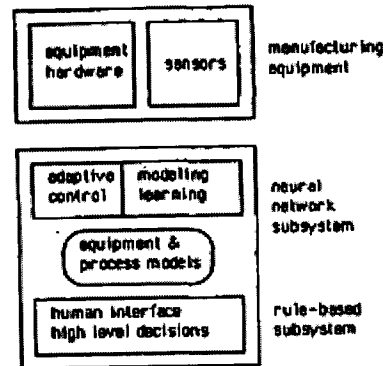 equipment
hardware
sensors
manufacturing
equipment
adaptive
control
modelling
learning
neural
network
subsystem
equipment &
process models
human interface
high level decisions
rule-based
subsystem